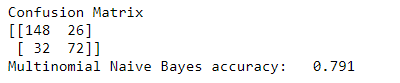 Confusion Matrix
[[148  26]
 [ 32  72]]
Multinomial Naive Bayes accuracy:   0.791